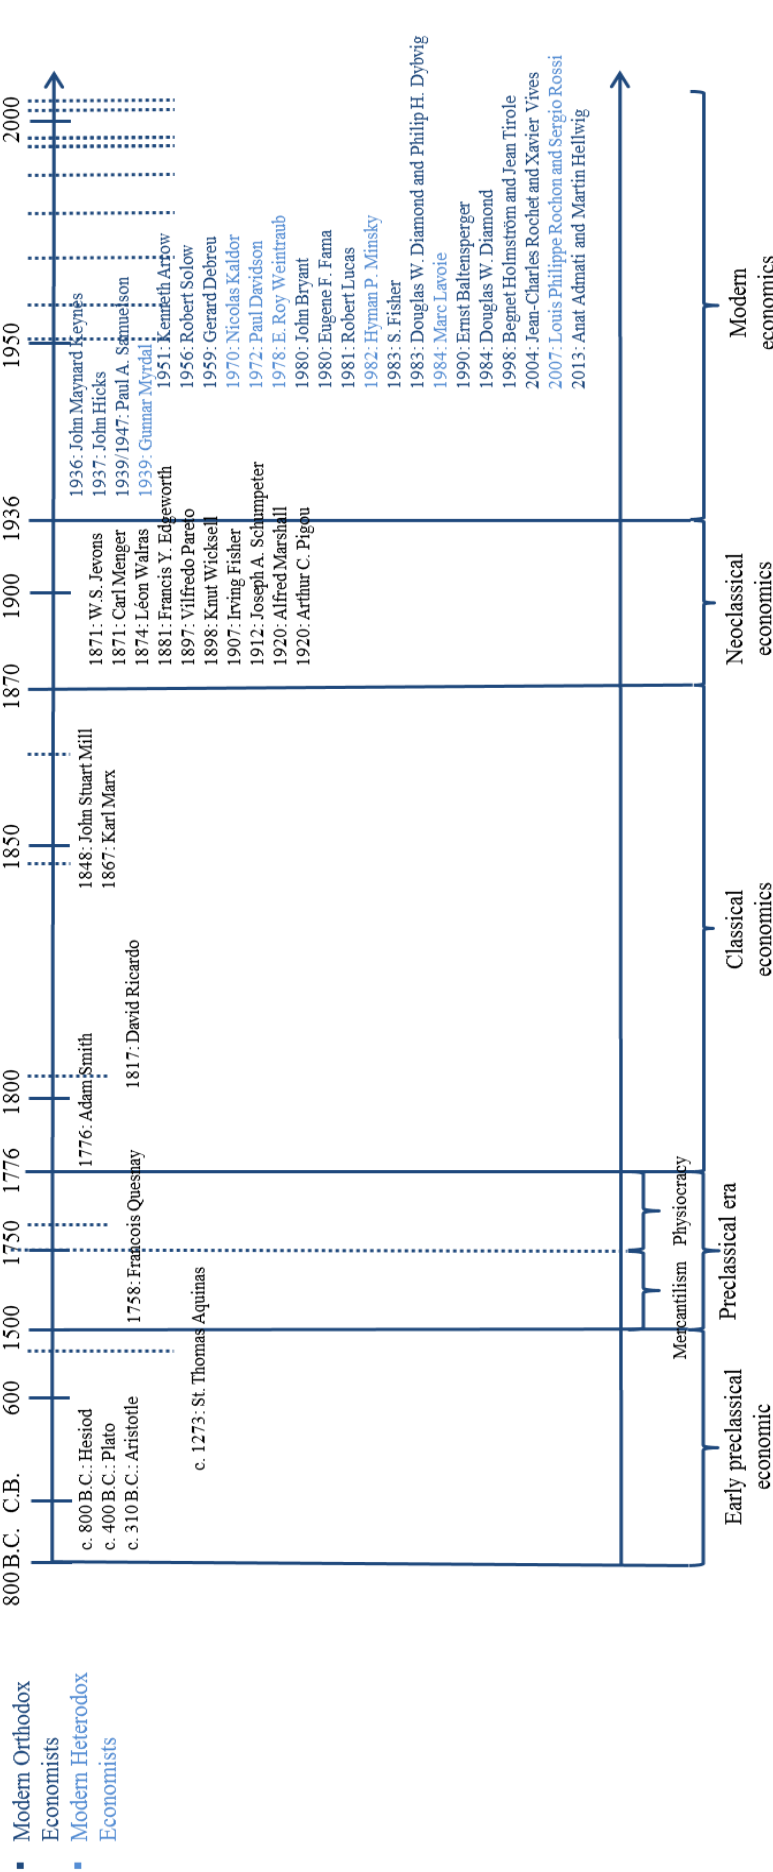 Modern Orthodox
Economists
Modern Heterodox
Economists
800 B.C.
C.B.
600
1500
1750
1776
1800
1850
1870
1900
1936
1950
2000
c. 800 B.C.: Hesiod
c. 400 B.C.: Plato
c. 310 B.C.: Aristotle
c. 1273: St. Thomas Aquinas
1758: Francois Quesnay
1776: Adam Smith
1817: David Ricardo
1848: John Stuart Mill
1867: Karl Marx
1871: W.S. Jevons
1871: Carl Menger
1874: Léon Walras
1881: Francis Y. Edgeworth
1897: Vilfredo Pareto
1898: Knut Wicksell
1907: Irving Fisher
1912: Joseph A. Schumpeter
1920: Alfred Marshall
1920: Arthur C. Pigou
1936: John Maynard Keynes
1937: John Hicks
1939/1947: Paul A. Samuelson
1939: Gunnar Myrdal
1951: Kenneth Arrow
1956: Robert Solow
1959: Gerard Debreu
1970: Nicolas Kaldor
1972: Paul Davidson
1978: E. Roy Weintraub
1980: John Bryant
1980: Eugene F. Fama
1981: Robert Lucas
1982: Hyman P. Minsky
1983: S. Fisher
1983: Douglas W. Diamond and Philip H. Dybvig
1984: Marc Lavoie
1990: Ernst Baltensperger
1984: Douglas W. Diamond
1998: Begnet Holmström and Jean Tirole
2004: Jean-Charles Rochet and Xavier Vives
2007: Louis Philippe Rochon and Sergio Rossi
2013: Anat Admati and Martin Hellwig
Mercantilism
Physiocracy
Early preclassical
economic
Preclassical era
Classical
economics
Neoclassical
economics
Modern
economics